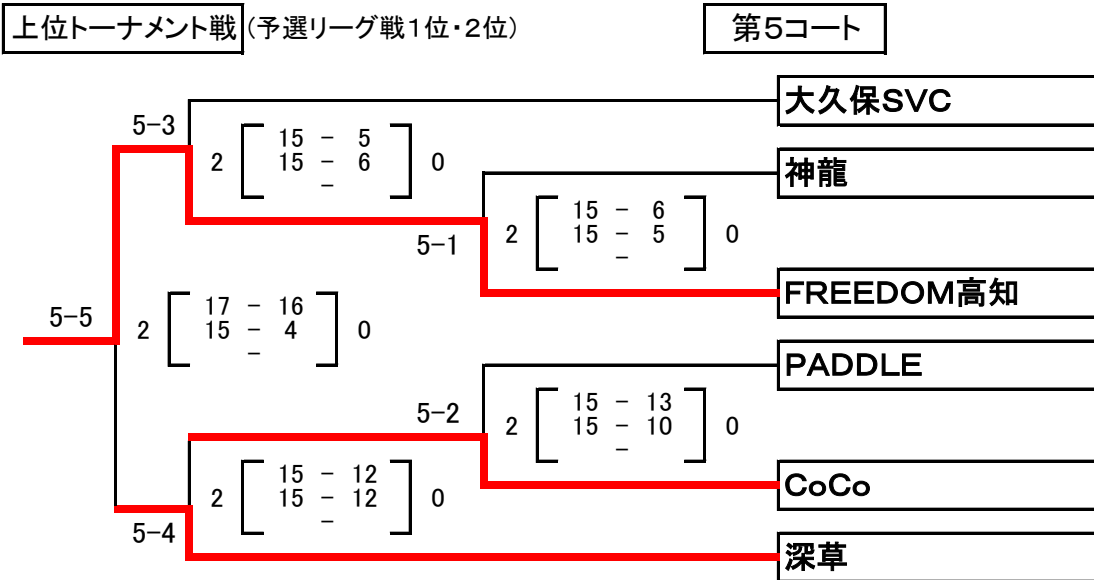 上位トーナメント戦 (予選リーグ戦1位・2位) 第5コート
大久保SVC
5-3
2 15 - 5 0
15 - 6
-
神龍
5-1
2 15 - 6 0
15 - 5
-
FREEDOM高知
5-5
2 17 - 16 0
15 - 4
-
PADDLE
5-2
2 15 - 13 0
15 - 10
-
CoCo
5-4
2 15 - 12 0
15 - 12
-
深草